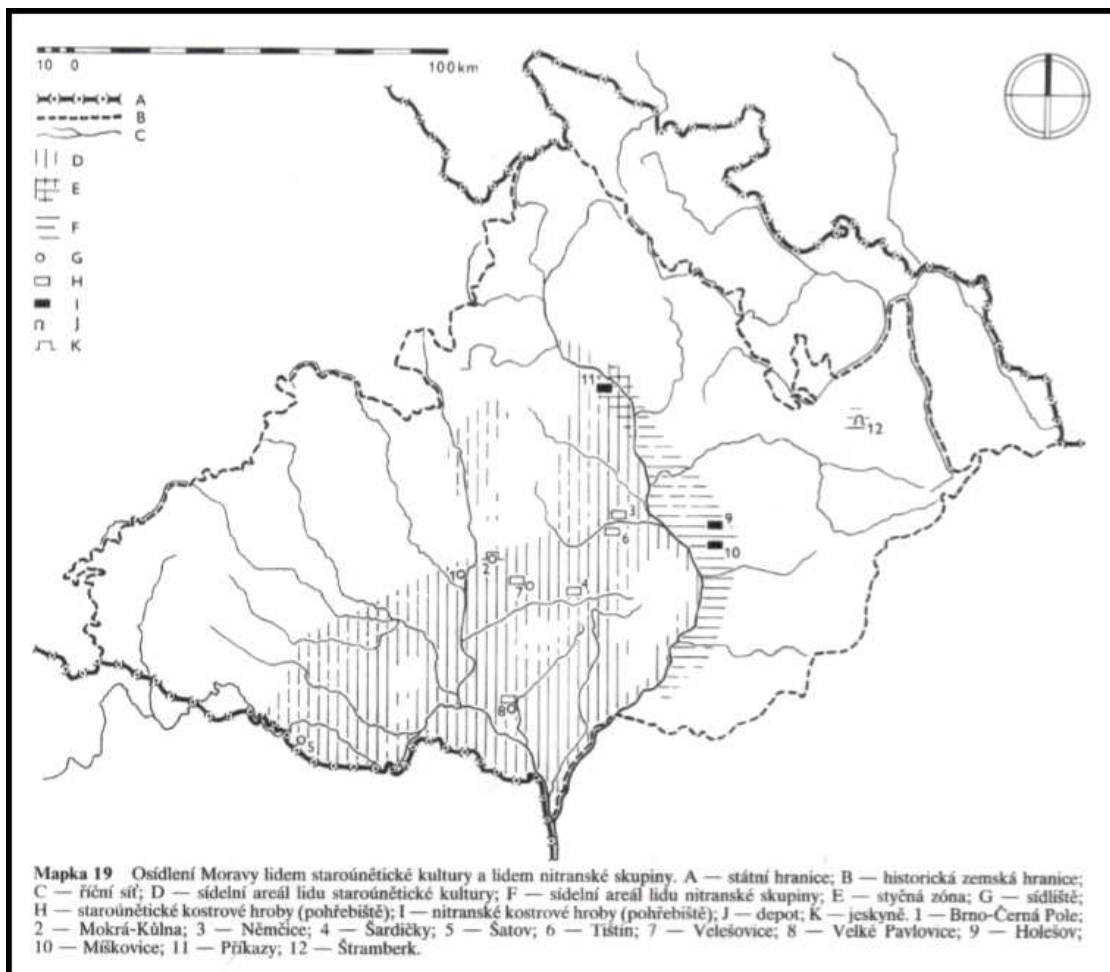 10 0 100 km
A
B
C
D
E
F
G
H
I
J
K
11
12
3
9
6
10
1
2
7
4
8
5
Mapka 19 Osídlení Moravy lidem staroúnětické kultury a lidem nitranské skupiny. A — státní hranice; B — historická zemská hranice;
C — říční síť; D — sídelní areál lidu staroúnětické kultury; F — sídelní areál lidu nitranské skupiny; E — styčná zóna; G — sídliště;
H — staroúnětické kostrové hroby (pohřebiště); I — nitranské kostrové hroby (pohřebiště); J — depot; K — jeskyně. 1 — Brno-Černá Pole;
2 — Mokrá-Kůlna; 3 — Němčice; 4 — Šardičky; 5 — Šatov; 6 — Tištín; 7 — Velešovice; 8 — Velké Pavlovice; 9 — Holešov;
10 — Míškovice; 11 — Příkazy; 12 — Štramberk.